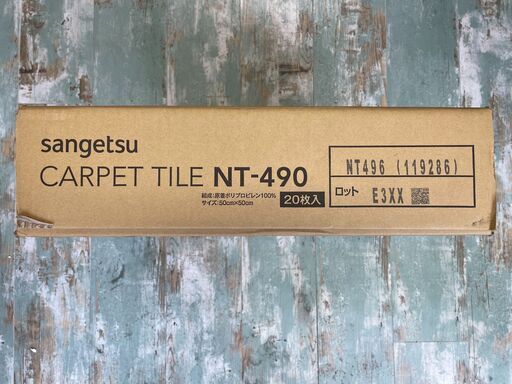 sangetsu
CARPET TILE NT-490
組成:原着ポリプロピレン100%
サイズ:50cm×50cm
20枚入
NT496 (119286)
ロット E3XX